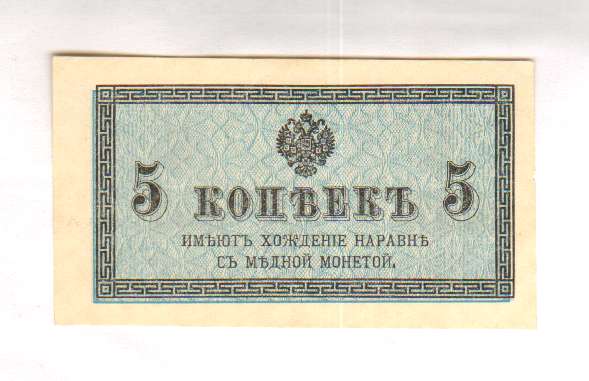 5 КОПѢЕКЪ 5
ИМѢЮТЪ ХОЖДЕНІЕ НАРАВНѢ
СЪ МѢДНОЙ МОНЕТОЙ.